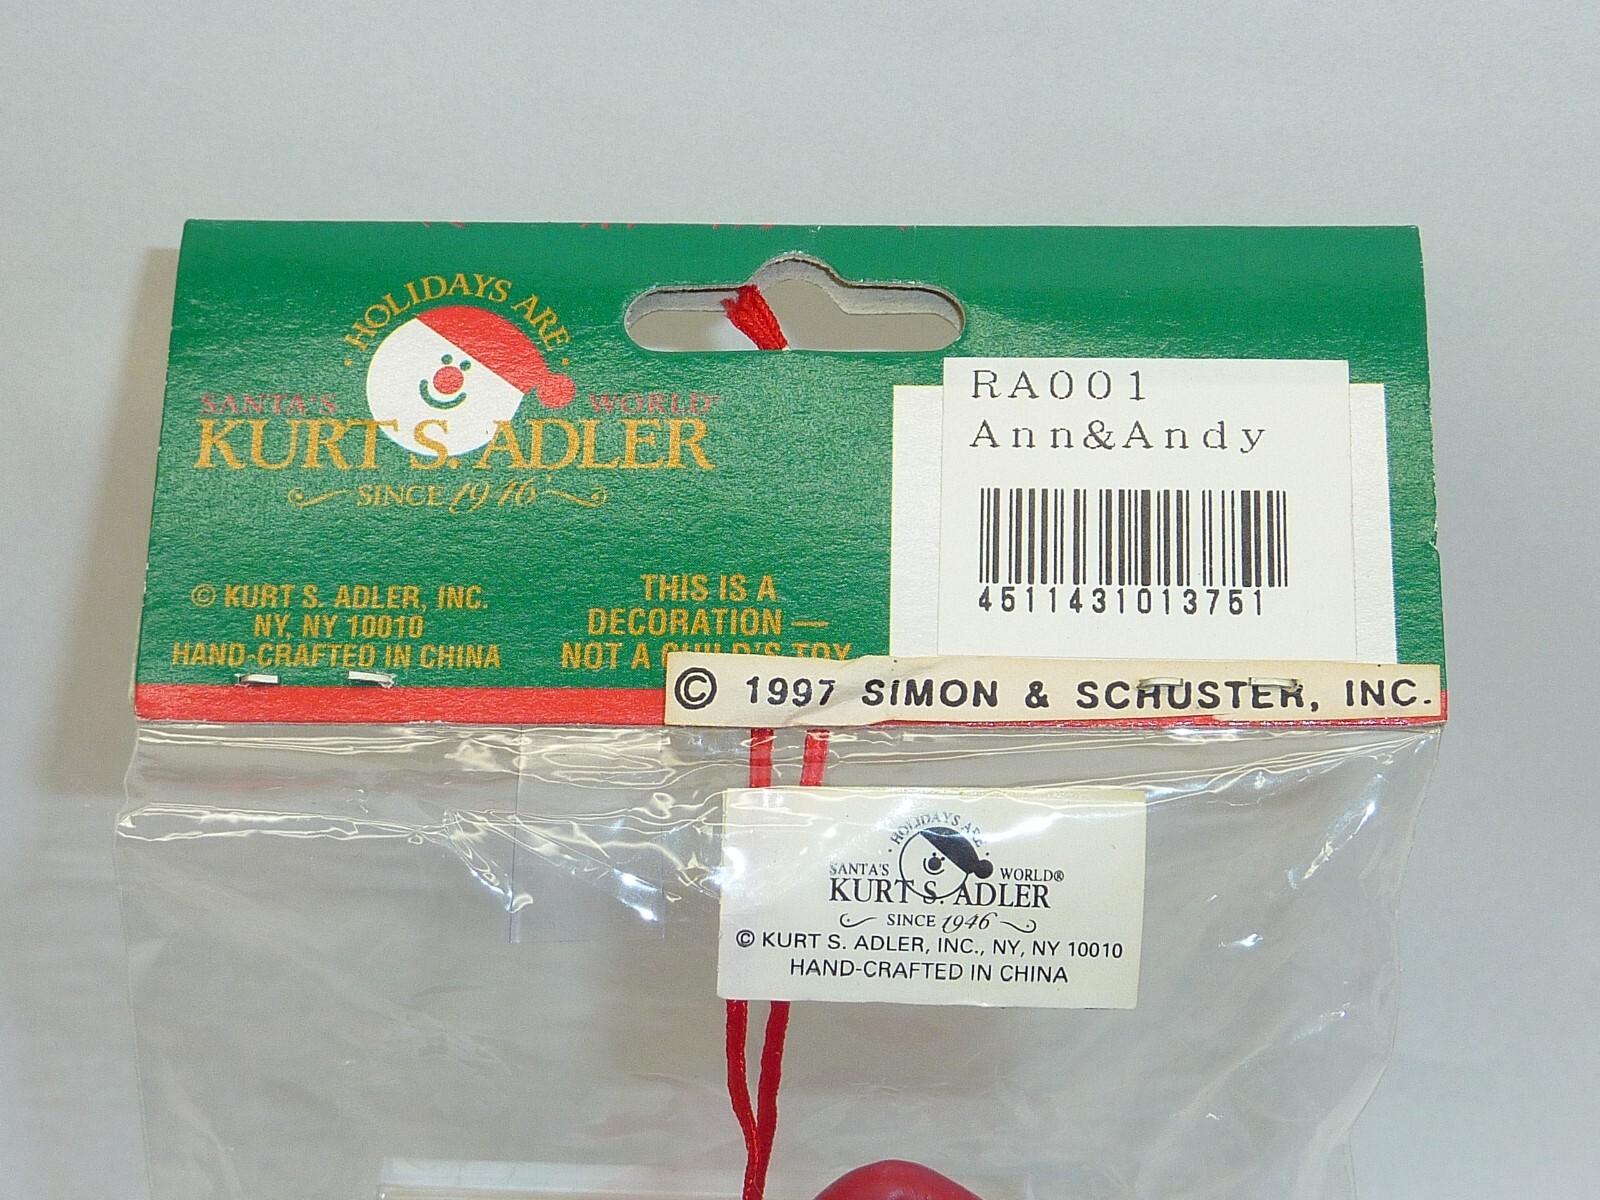 · HOLIDAYS ARE ·
SANTA'S WORLD
KURT S. ADLER
SINCE 1946
© KURT S. ADLER, INC.
NY, NY 10010
HAND-CRAFTED IN CHINA
THIS IS A
DECORATION —
NOT A CHILD'S TOY
RA001
Ann&Andy
4511431013751
© 1997 SIMON & SCHUSTER, INC.
· HOLIDAYS ARE ·
SANTA'S WORLD®
KURT S. ADLER
SINCE 1946
© KURT S. ADLER, INC., NY, NY 10010
HAND-CRAFTED IN CHINA